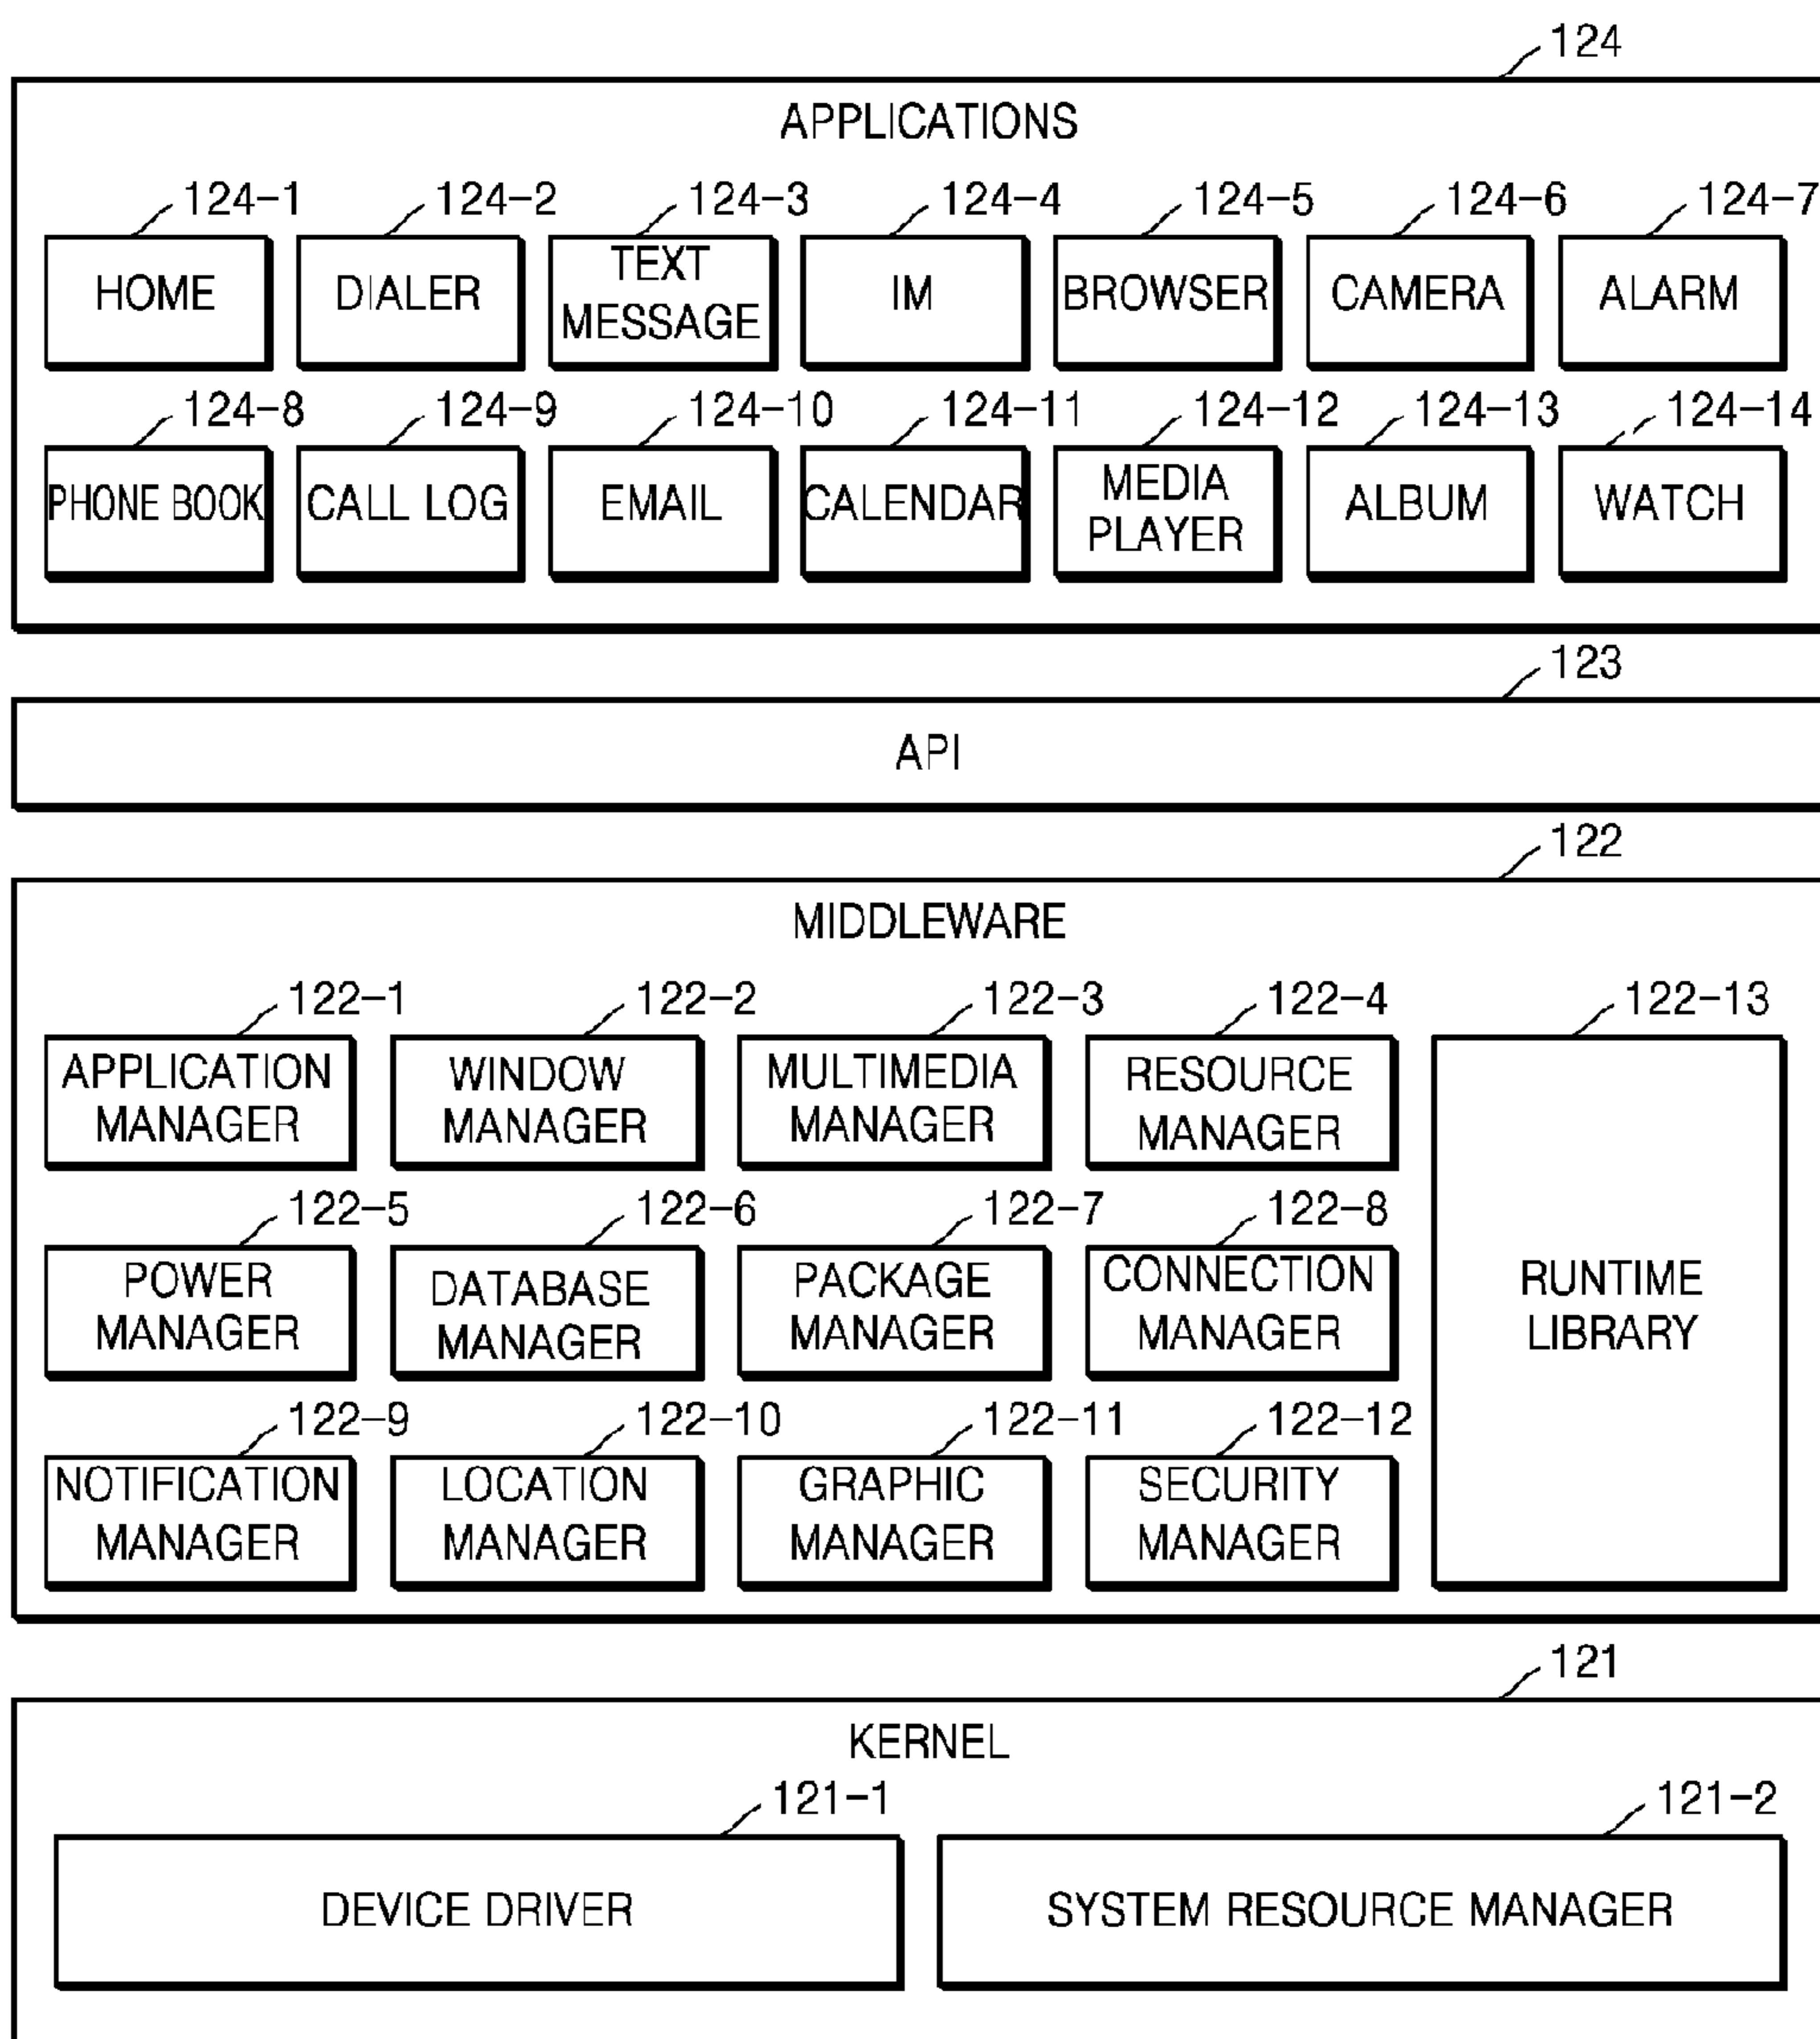 124
APPLICATIONS
124-1 124-2 124-3 124-4 124-5 124-6 124-7
HOME DIALER TEXT MESSAGE IM BROWSER CAMERA ALARM
124-8 124-9 124-10 124-11 124-12 124-13 124-14
PHONE BOOK CALL LOG EMAIL CALENDAR MEDIA PLAYER ALBUM WATCH
123
API
122
MIDDLEWARE
122-1 122-2 122-3 122-4 122-13
APPLICATION MANAGER WINDOW MANAGER MULTIMEDIA MANAGER RESOURCE MANAGER
122-5 122-6 122-7 122-8
POWER MANAGER DATABASE MANAGER PACKAGE MANAGER CONNECTION MANAGER RUNTIME LIBRARY
122-9 122-10 122-11 122-12
NOTIFICATION MANAGER LOCATION MANAGER GRAPHIC MANAGER SECURITY MANAGER
121
KERNEL
121-1 121-2
DEVICE DRIVER SYSTEM RESOURCE MANAGER